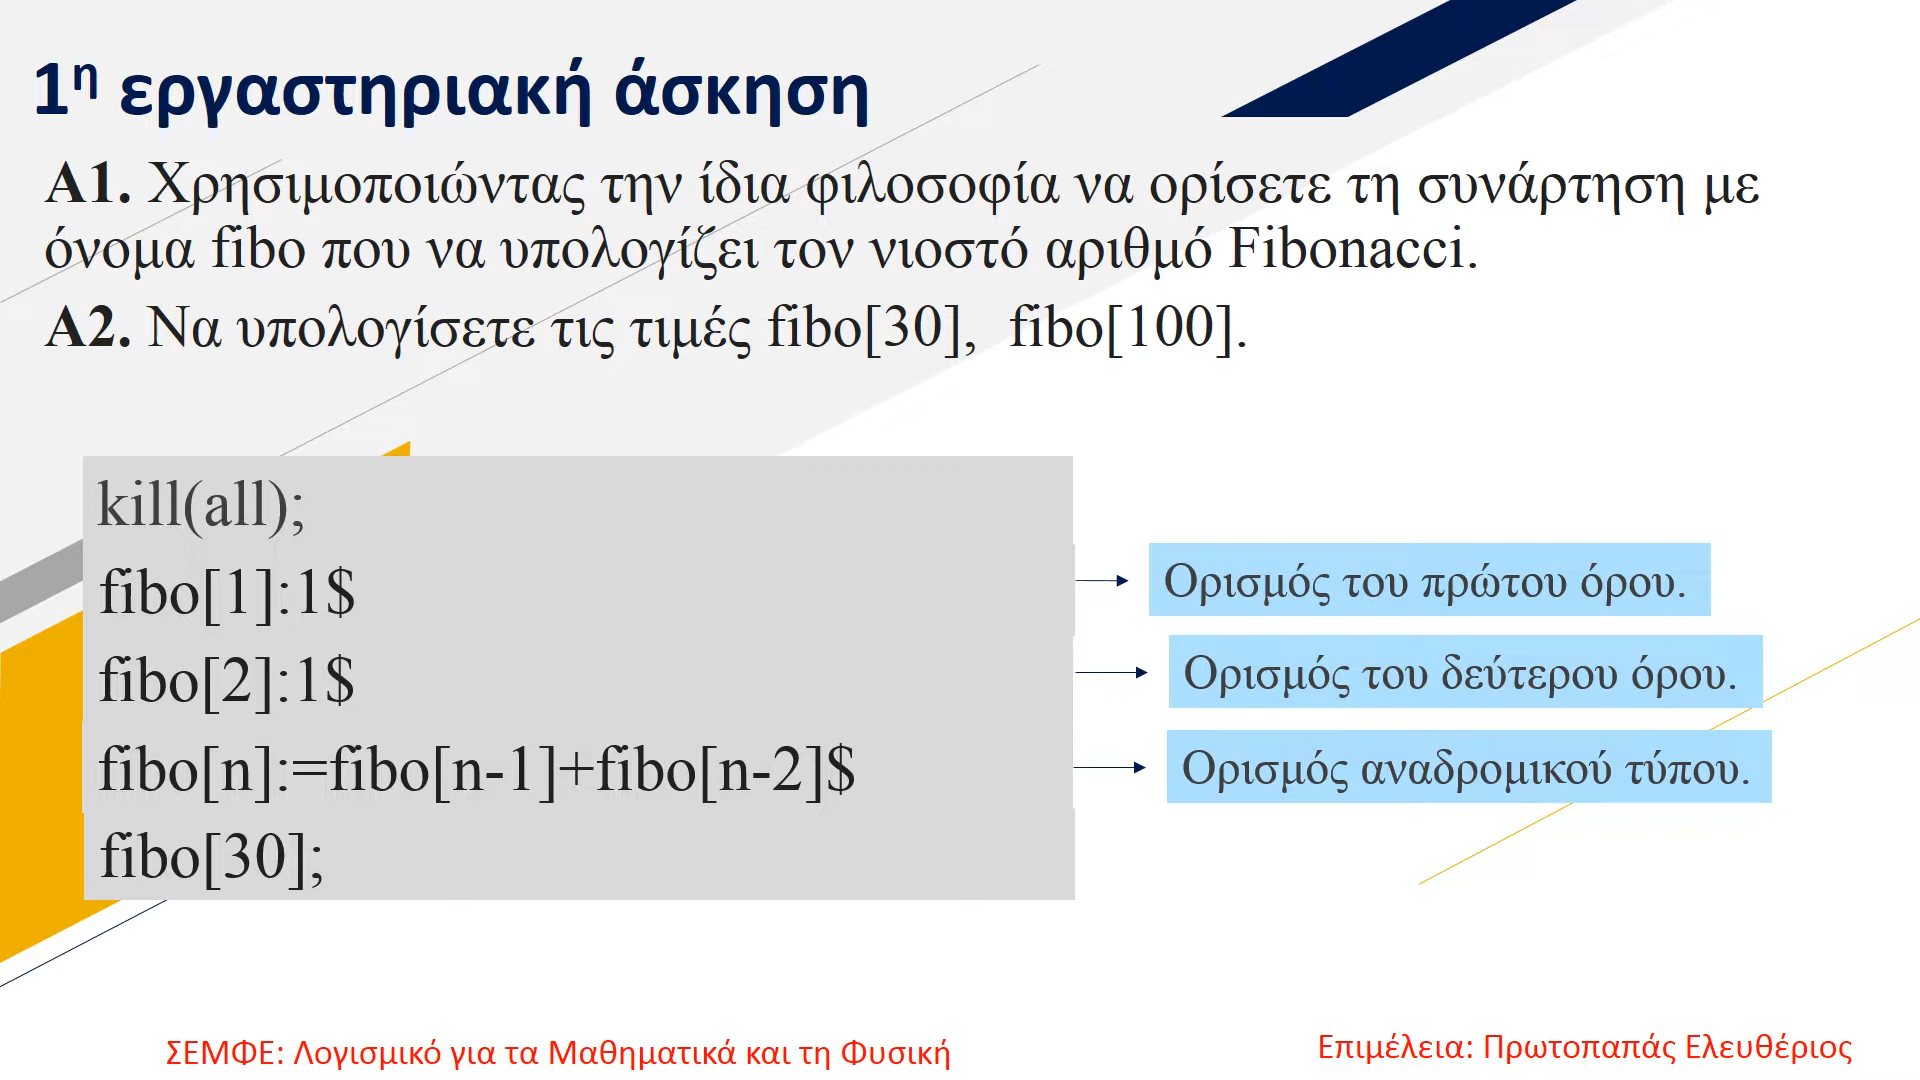 1η εργαστηριακή άσκηση
Α1. Χρησιμοποιώντας την ίδια φιλοσοφία να ορίσετε τη συνάρτηση με
όνομα fibo που να υπολογίζει τον νιοστό αριθμό Fibonacci.
Α2. Να υπολογίσετε τις τιμές fibo[30], fibo[100].
kill(all);
fibo[1]:1$
Ορισμός του πρώτου όρου.
fibo[2]:1$
Ορισμός του δεύτερου όρου.
fibo[n]:=fibo[n-1]+fibo[n-2]$
Ορισμός αναδρομικού τύπου.
fibo[30];
ΣΕΜΦΕ: Λογισμικό για τα Μαθηματικά και τη Φυσική
Επιμέλεια: Πρωτοπαπάς Ελευθέριος